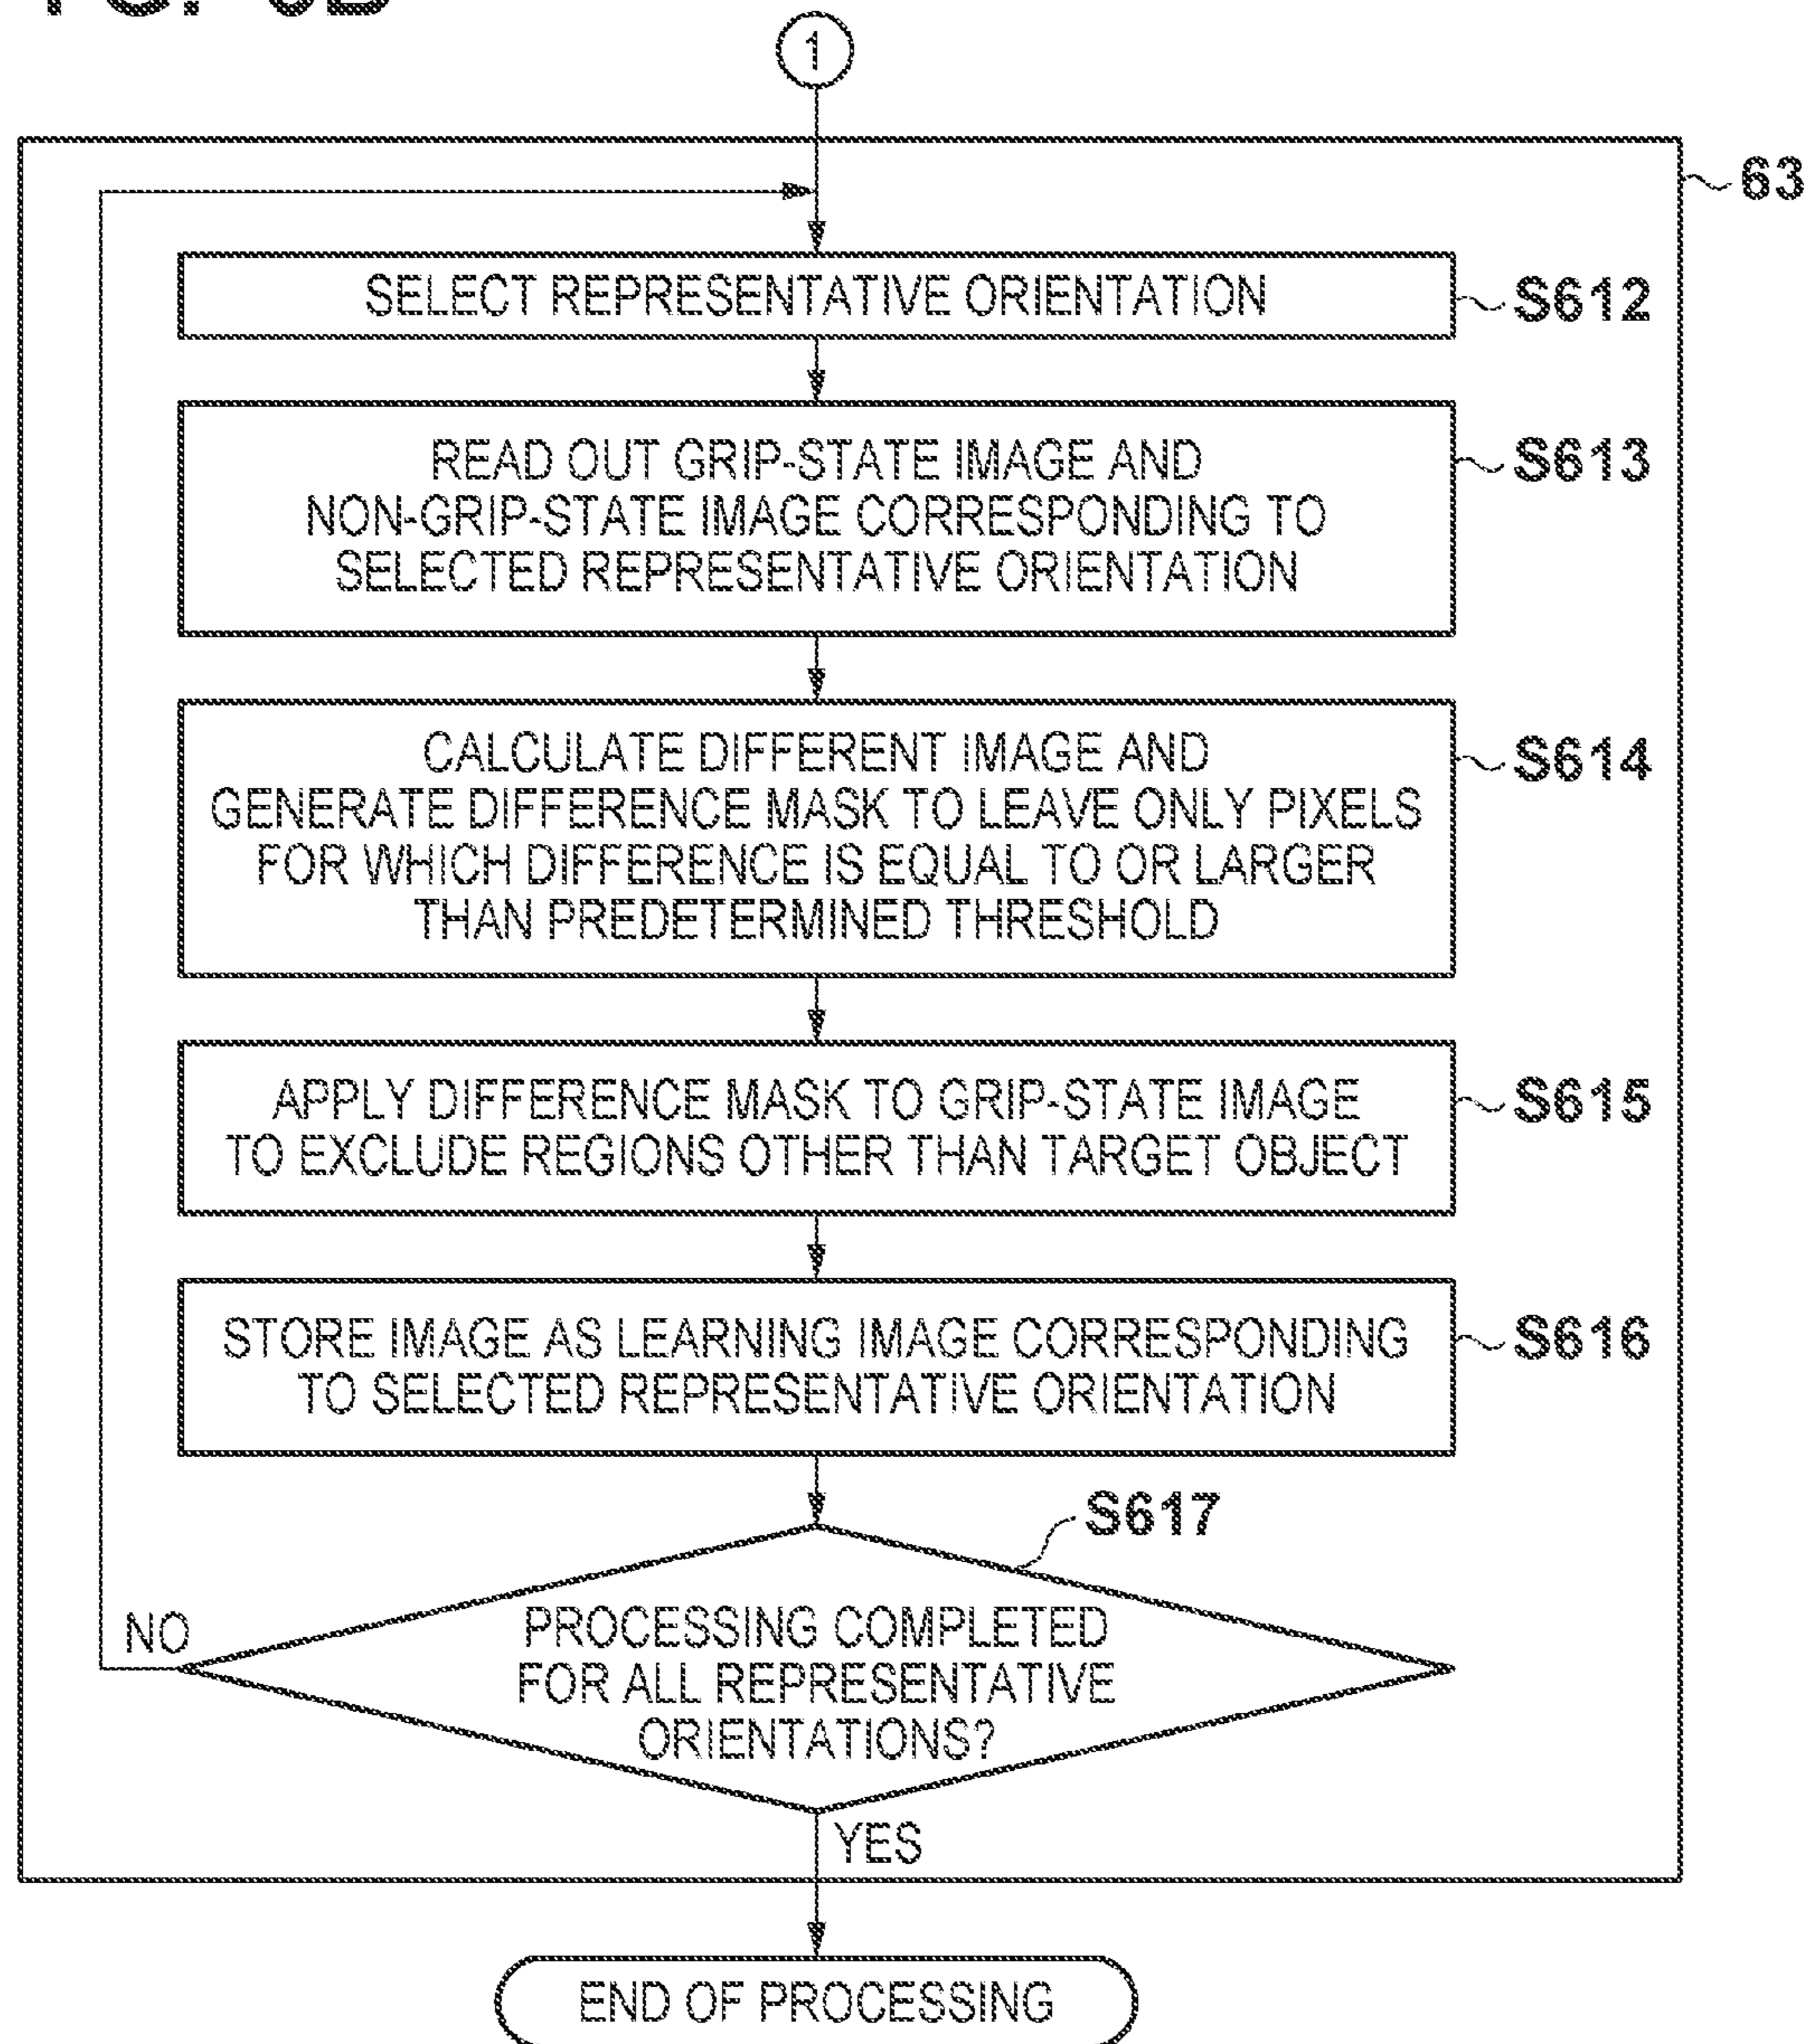 1
63
SELECT REPRESENTATIVE ORIENTATION
S612
READ OUT GRIP-STATE IMAGE AND
NON-GRIP-STATE IMAGE CORRESPONDING TO
SELECTED REPRESENTATIVE ORIENTATION
S613
CALCULATE DIFFERENT IMAGE AND
GENERATE DIFFERENCE MASK TO LEAVE ONLY PIXELS
FOR WHICH DIFFERENCE IS EQUAL TO OR LARGER
THAN PREDETERMINED THRESHOLD
S614
APPLY DIFFERENCE MASK TO GRIP-STATE IMAGE
TO EXCLUDE REGIONS OTHER THAN TARGET OBJECT
S615
STORE IMAGE AS LEARNING IMAGE CORRESPONDING
TO SELECTED REPRESENTATIVE ORIENTATION
S616
S617
PROCESSING COMPLETED
FOR ALL REPRESENTATIVE
ORIENTATIONS?
NO
YES
END OF PROCESSING